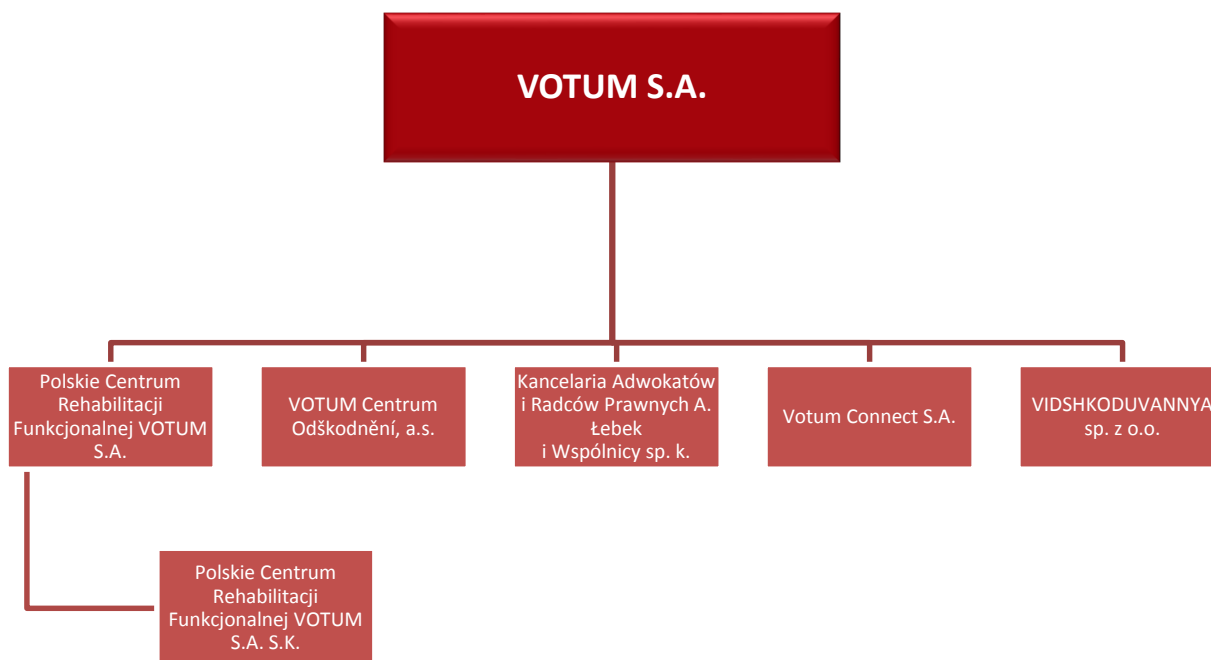 VOTUM S.A.
Polskie Centrum
Rehabilitacji
Funkcjonalnej VOTUM
S.A.
VOTUM Centrum
Odškodnění, a.s.
Kancelaria Adwokatów
i Radców Prawnych A.
Łebek
i Wspólnicy sp. k.
Votum Connect S.A.
VIDSHKODUVANNYA
sp. z o.o.
Polskie Centrum
Rehabilitacji
Funkcjonalnej VOTUM
S.A. S.K.